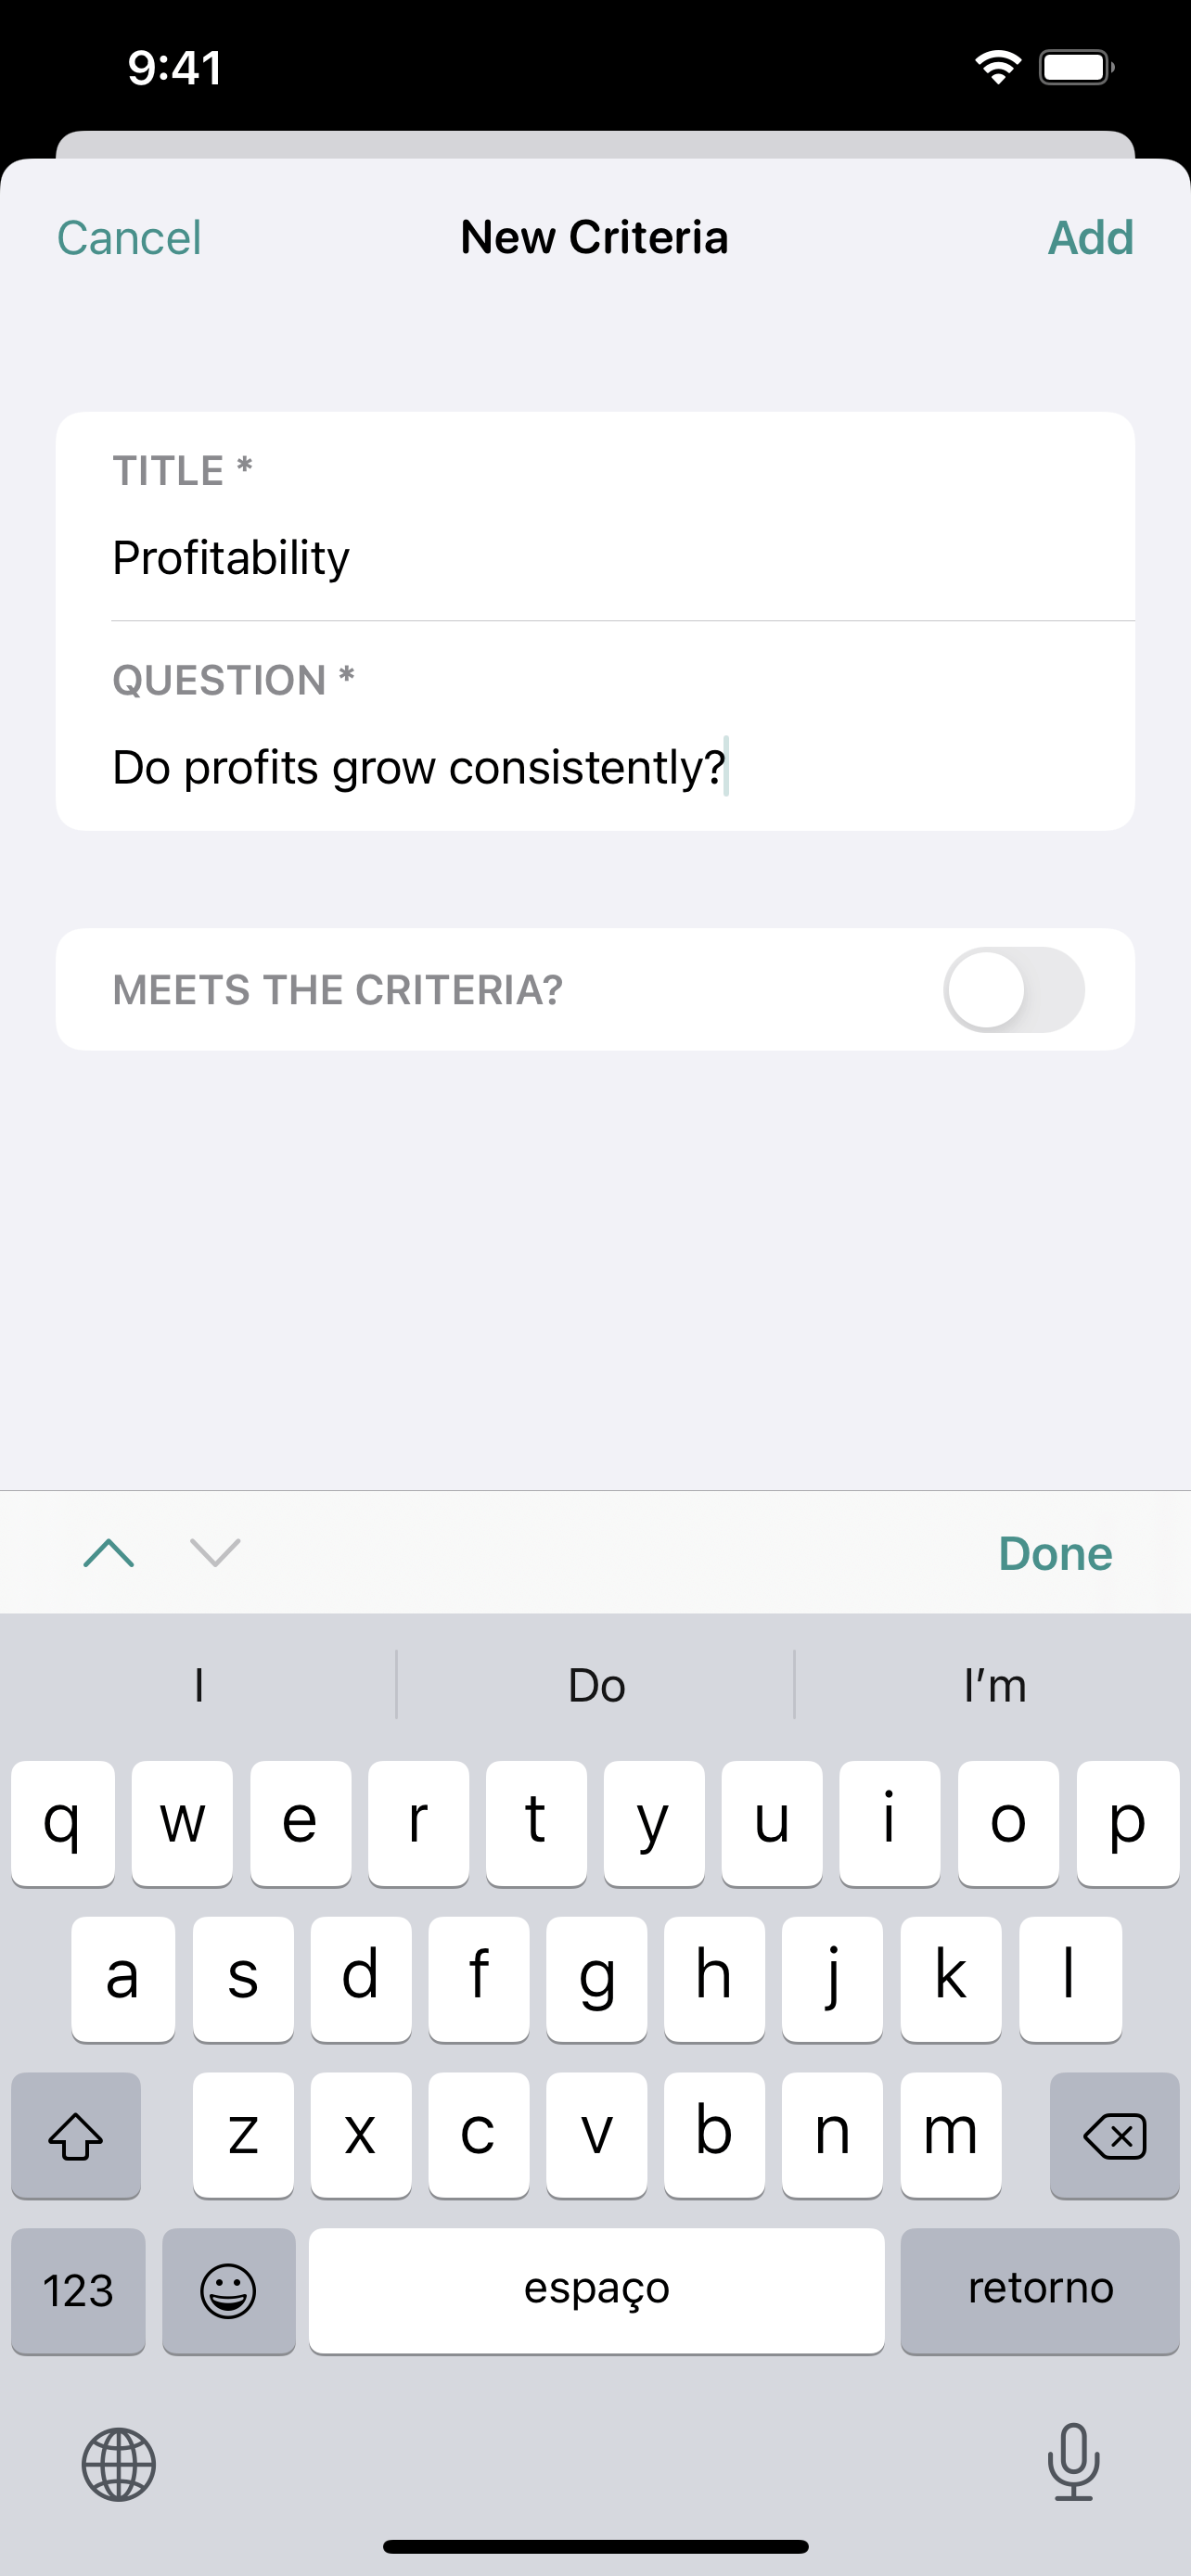 9:41
Cancel New Criteria Add
TITLE *
Profitability
QUESTION *
Do profits grow consistently?
MEETS THE CRITERIA?
Done
I Do I’m
q w e r t y u i o p
a s d f g h j k l
z x c v b n m
123 espaço retorno